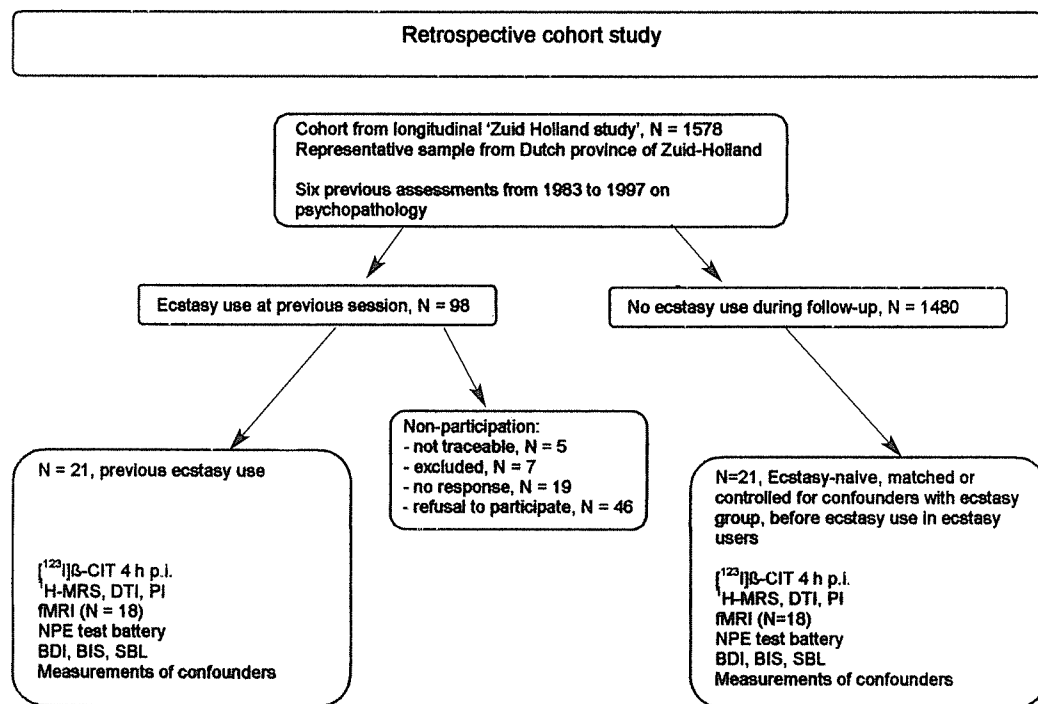 Retrospective cohort study
Cohort from longitudinal 'Zuid Holland study', N = 1578
Representative sample from Dutch province of Zuid-Holland
Six previous assessments from 1983 to 1997 on
psychopathology
Ecstasy use at previous session, N = 98
No ecstasy use during follow-up, N = 1480
Non-participation:
- not traceable, N = 5
- excluded, N = 7
- no response, N = 19
- refusal to participate, N = 46
N = 21, previous ecstasy use
[¹²³I]ß-CIT 4 h p.i.
¹H-MRS, DTI, PI
fMRI (N = 18)
NPE test battery
BDI, BIS, SBL
Measurements of confounders
N=21, Ecstasy-naive, matched or
controlled for confounders with ecstasy
group, before ecstasy use in ecstasy
users
[¹²³I]ß-CIT 4 h p.i.
¹H-MRS, DTI, PI
fMRI (N=18)
NPE test battery
BDI, BIS, SBL
Measurements of confounders